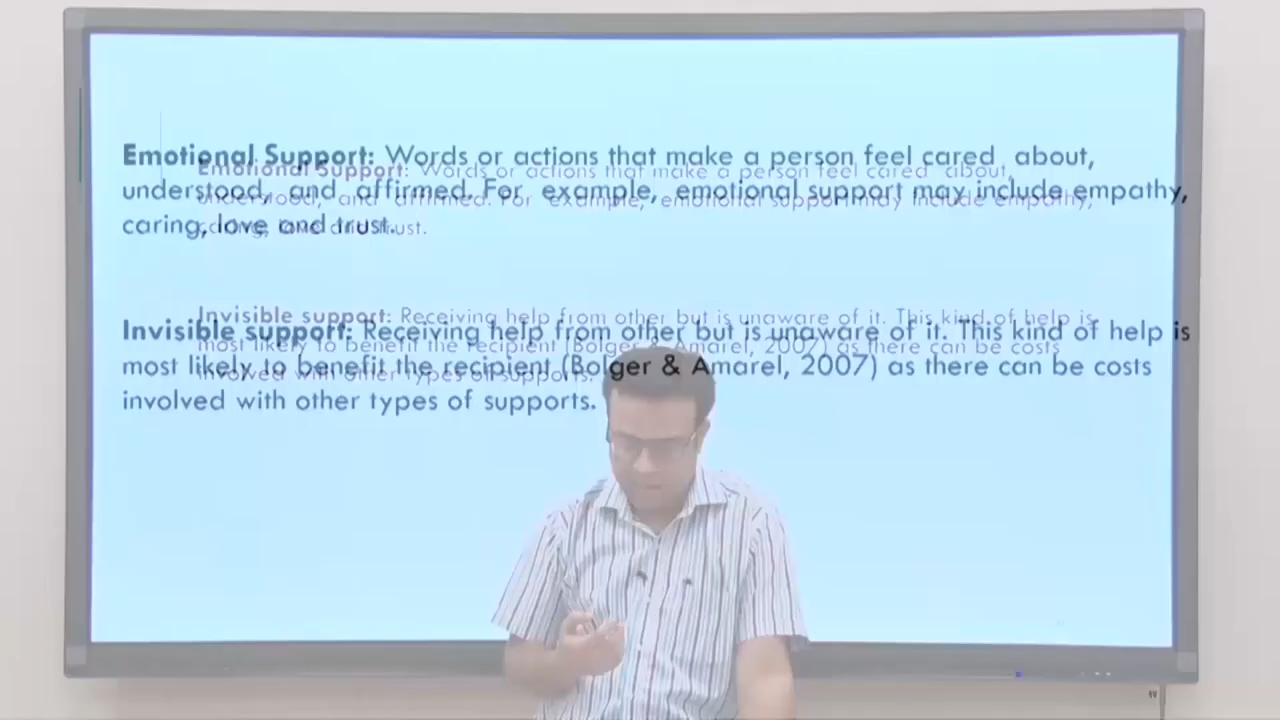 Emotional Support: Words or actions that make a person feel cared about,
understood, and affirmed. For example, emotional support may include empathy,
caring, love and trust.
Invisible support: Receiving help from other but is unaware of it. This kind of help is
most likely to benefit the recipient (Bolger & Amarel, 2007) as there can be costs
involved with other types of supports.